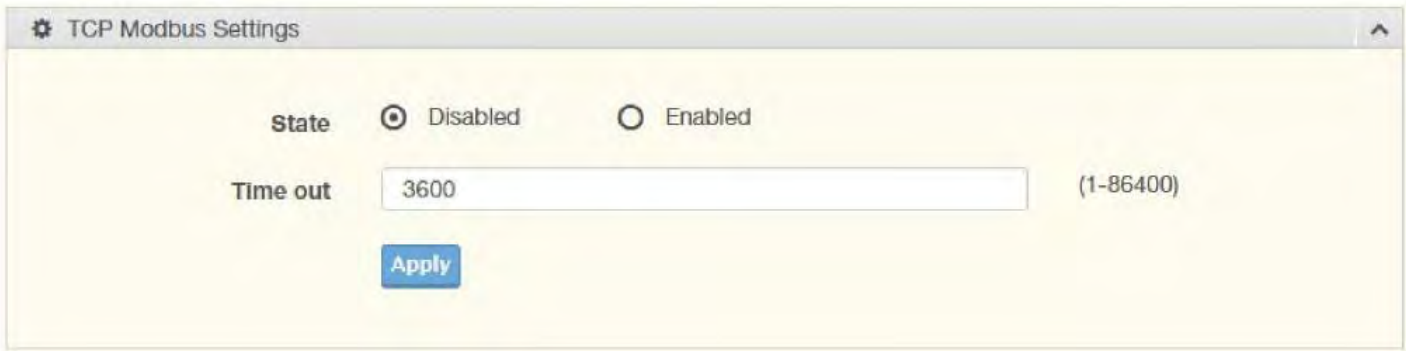 TCP Modbus Settings
State Disabled Enabled
Time out 3600 (1-86400)
Apply